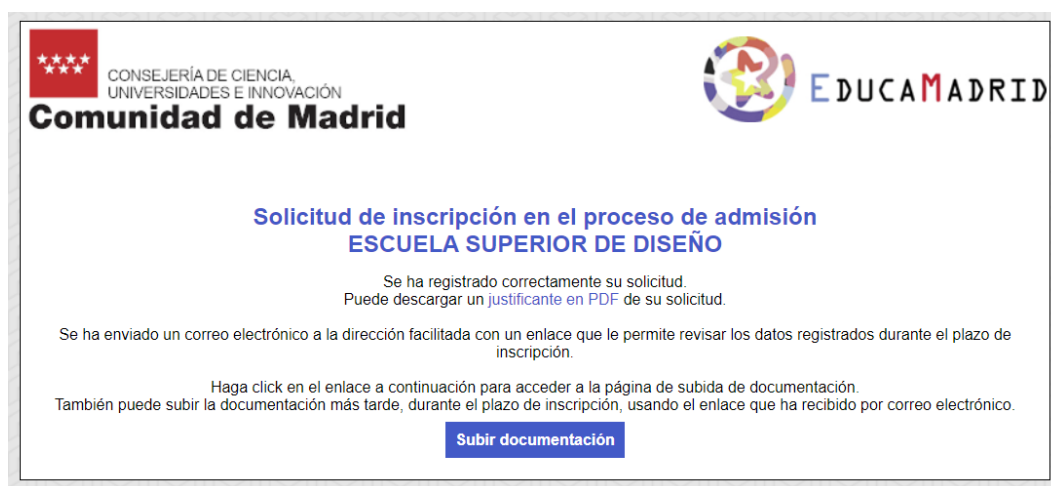 CONSEJERÍA DE CIENCIA,
UNIVERSIDADES E INNOVACIÓN
Comunidad de Madrid
EDUCAMADRID
Solicitud de inscripción en el proceso de admisión
ESCUELA SUPERIOR DE DISEÑO
Se ha registrado correctamente su solicitud.
Puede descargar un justificante en PDF de su solicitud.
Se ha enviado un correo electrónico a la dirección facilitada con un enlace que le permite revisar los datos registrados durante el plazo de
inscripción.
Haga click en el enlace a continuación para acceder a la página de subida de documentación.
También puede subir la documentación más tarde, durante el plazo de inscripción, usando el enlace que ha recibido por correo electrónico.
Subir documentación